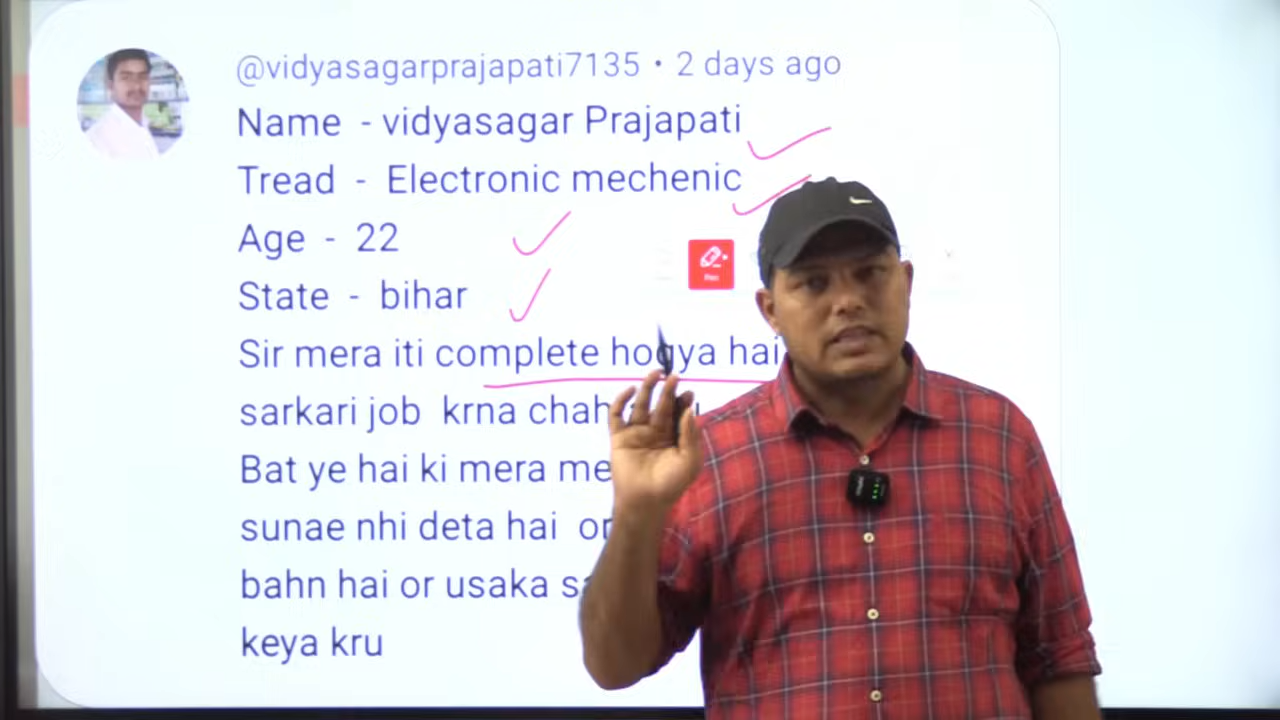 @vidyasagarprajapati7135 • 2 days ago
Name - vidyasagar Prajapati
Tread - Electronic mechenic
Age - 22
State - bihar
Sir mera iti complete hogya hai
sarkari job krna
Bat ye hai ki mera
sunae nhi deta hai or
bahn hai or usaka
keya kru